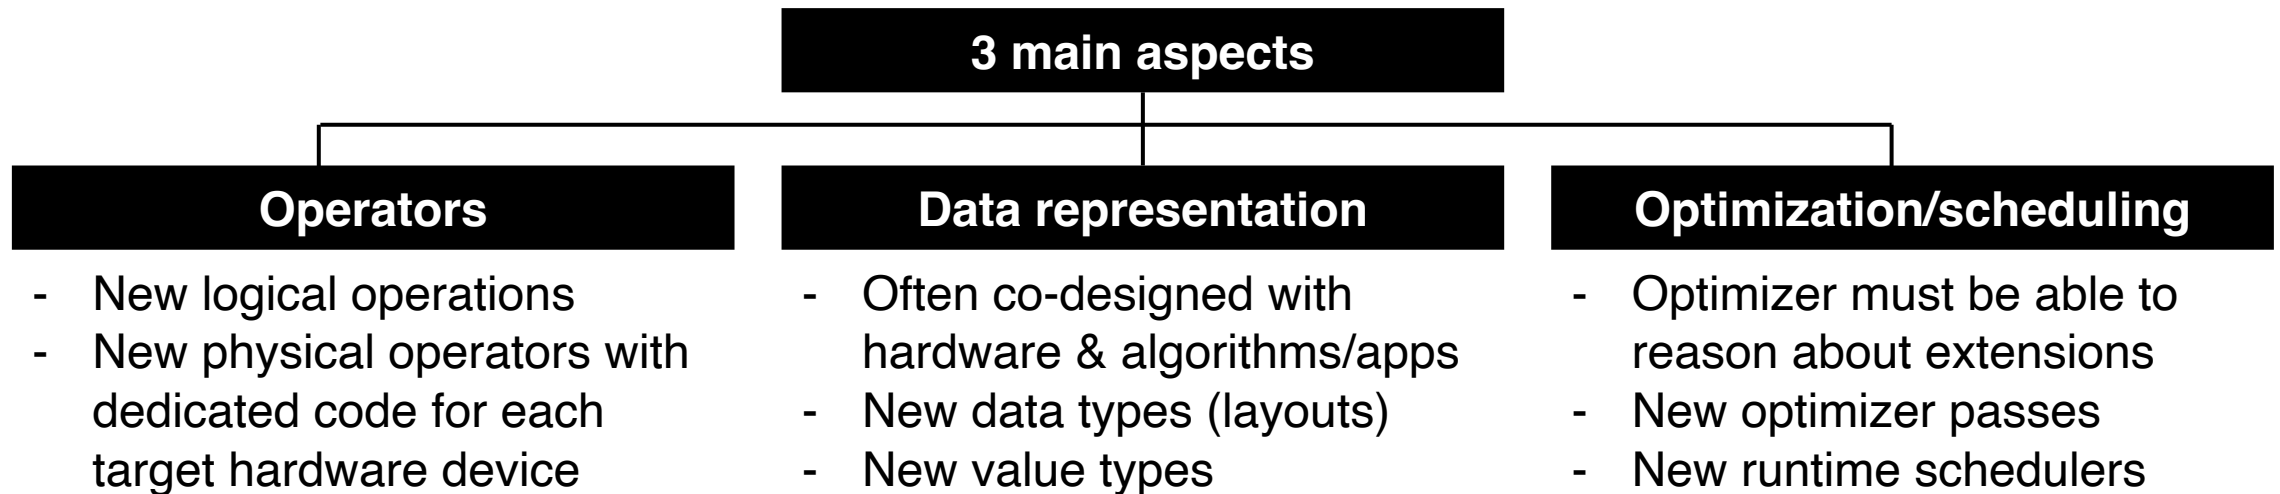 3 main aspects
Operators
- New logical operations
- New physical operators with
dedicated code for each
target hardware device
Data representation
- Often co-designed with
hardware & algorithms/apps
- New data types (layouts)
- New value types
Optimization/scheduling
- Optimizer must be able to
reason about extensions
- New optimizer passes
- New runtime schedulers